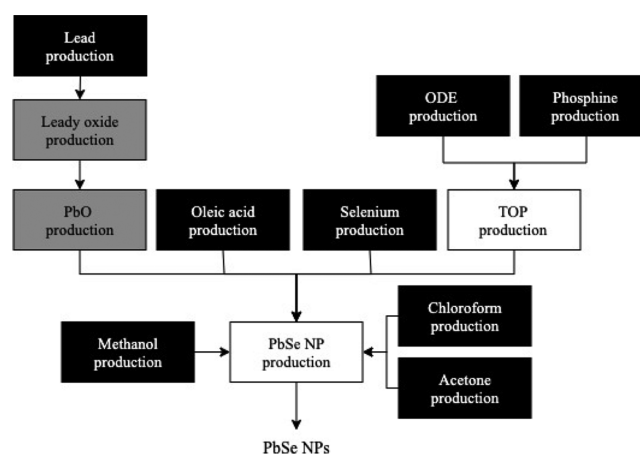 Lead
production
ODE
production
Phosphine
production
Leady oxide
production
PbO
production
Oleic acid
production
Selenium
production
TOP
production
Methanol
production
PbSe NP
production
Chloroform
production
Acetone
production
PbSe NPs